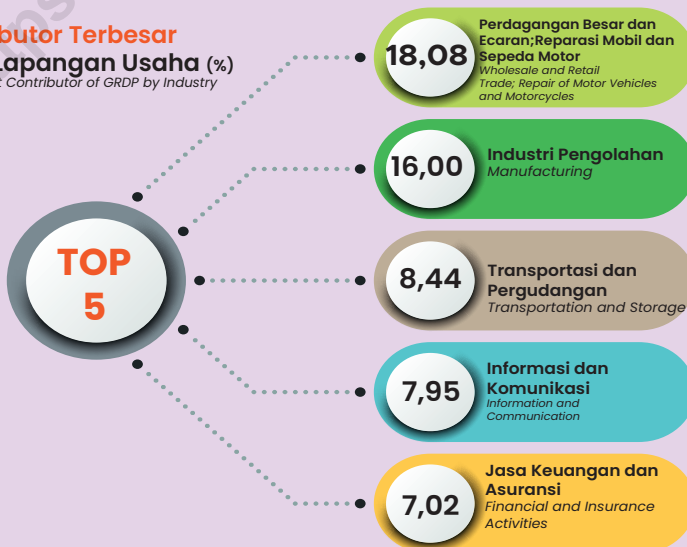 butor Terbesar
Lapangan Usaha (%)
t Contributor of GRDP by Industry
TOP
5
18,08
Perdagangan Besar dan
Ecaran;Reparasi Mobil dan
Sepeda Motor
Wholesale and Retail
Trade; Repair of Motor Vehicles
and Motorcycles
16,00
Industri Pengolahan
Manufacturing
8,44
Transportasi dan
Pergudangan
Transportation and Storage
7,95
Informasi dan
Komunikasi
Information and
Communication
7,02
Jasa Keuangan dan
Asuransi
Financial and Insurance
Activities